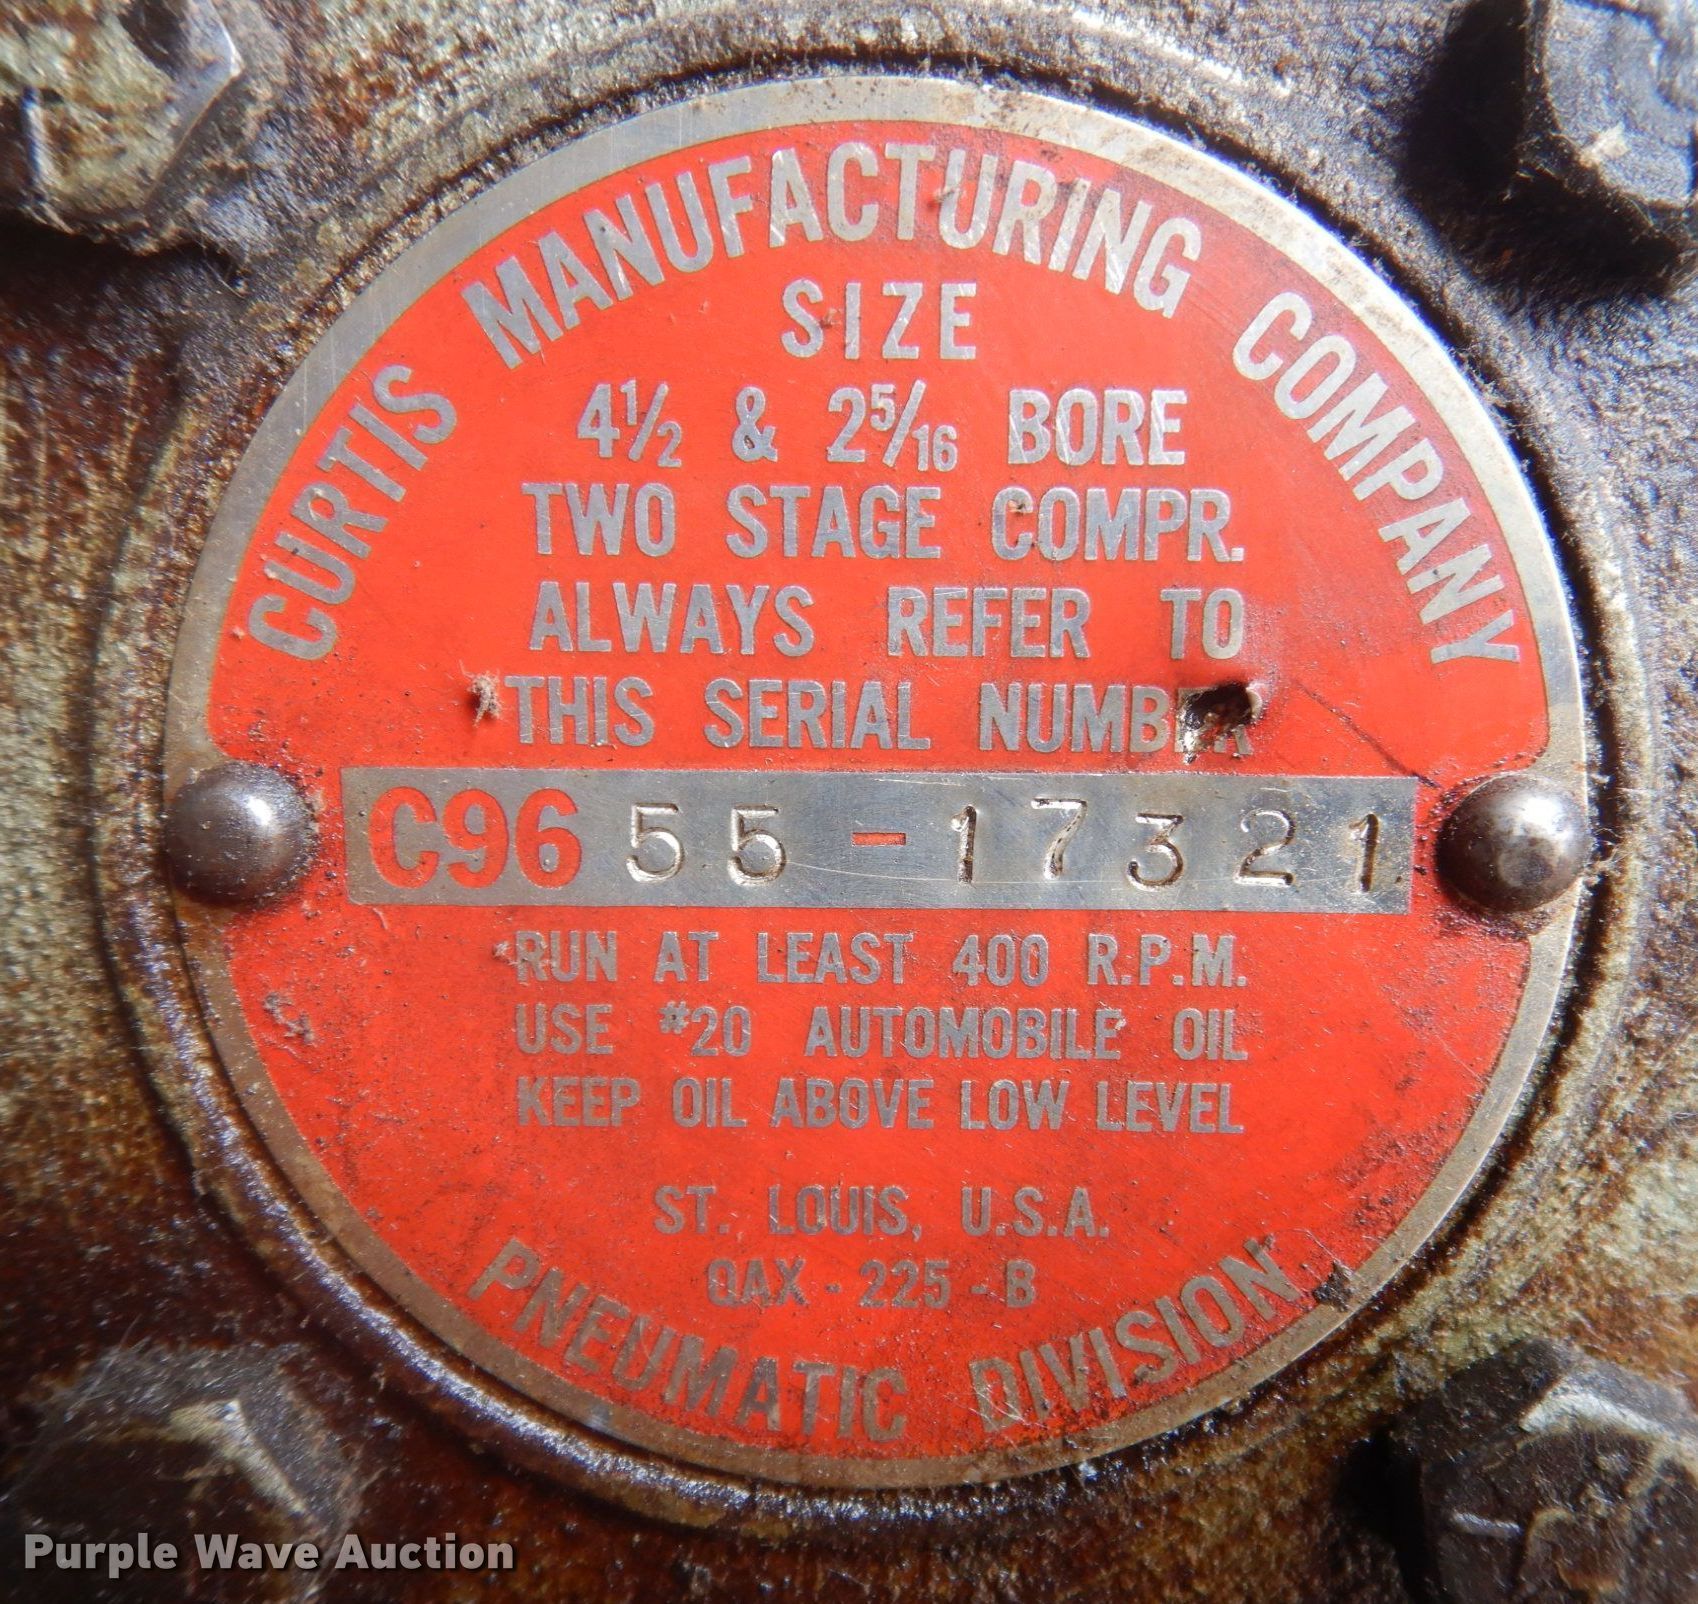 CURTIS MANUFACTURING COMPANY
SIZE
4½ & 2 5/16 BORE
TWO STAGE COMPR.
ALWAYS REFER TO
THIS SERIAL NUMBER
C96 55-17321
RUN AT LEAST 400 R.P.M.
USE #20 AUTOMOBILE OIL
KEEP OIL ABOVE LOW LEVEL
ST. LOUIS, U.S.A.
QAX-225-B
PNEUMATIC DIVISION
Purple Wave Auction